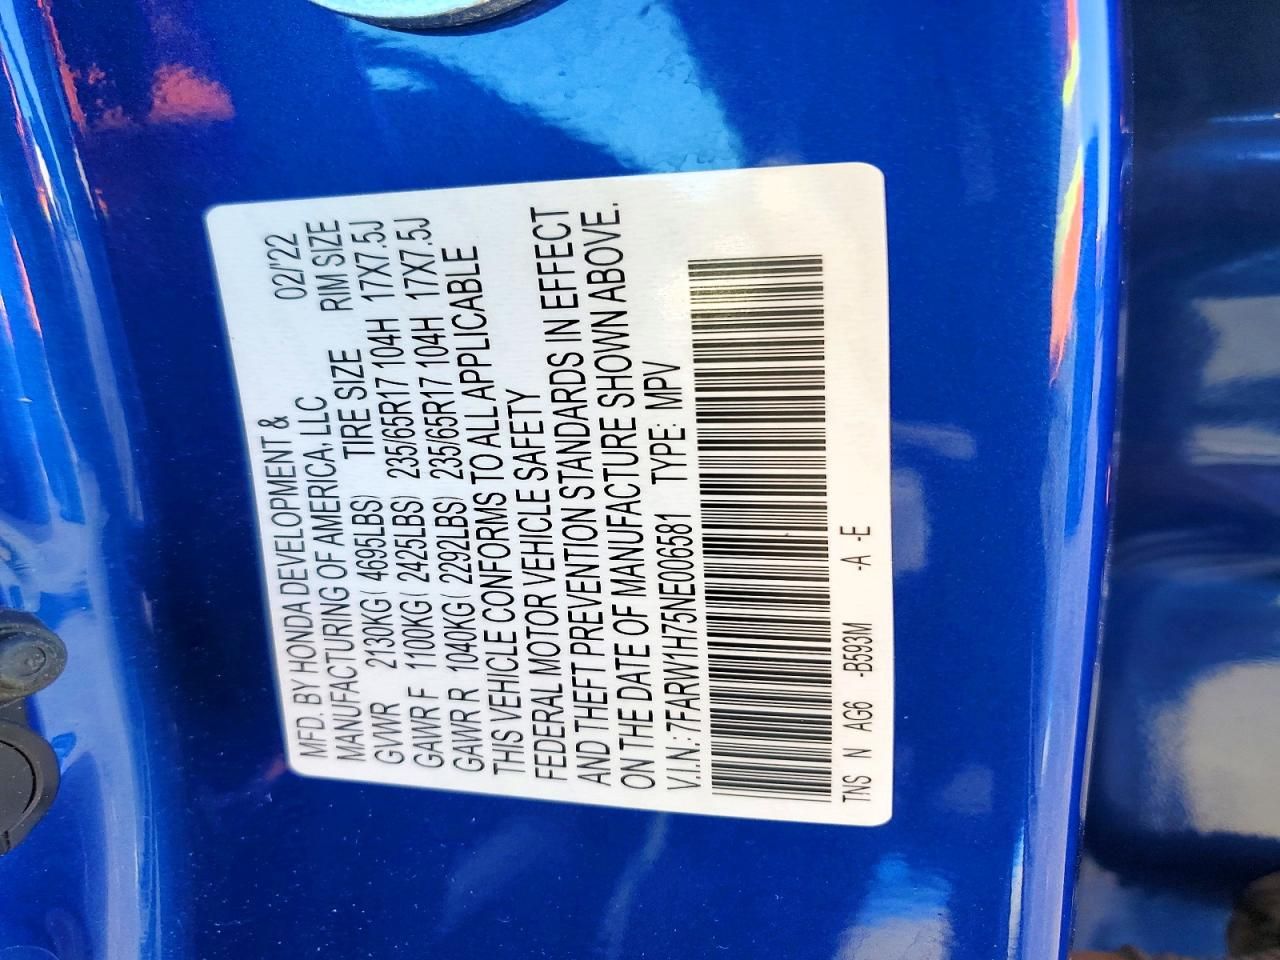 MFD. BY HONDA DEVELOPMENT & 02/'22
MANUFACTURING OF AMERICA, LLC
TIRE SIZE RIM SIZE
GVWR 2130KG( 4695LBS)
GAWR F 1100KG( 2425LBS) 235/65R17 104H 17X7.5J
GAWR R 1040KG( 2292LBS) 235/65R17 104H 17X7.5J
THIS VEHICLE CONFORMS TO ALL APPLICABLE
FEDERAL MOTOR VEHICLE SAFETY
AND THEFT PREVENTION STANDARDS IN EFFECT
ON THE DATE OF MANUFACTURE SHOWN ABOVE.
V.I.N.: 7FARW1H75NE006581 TYPE: MPV
TNS N AG6 -B593M -A -E